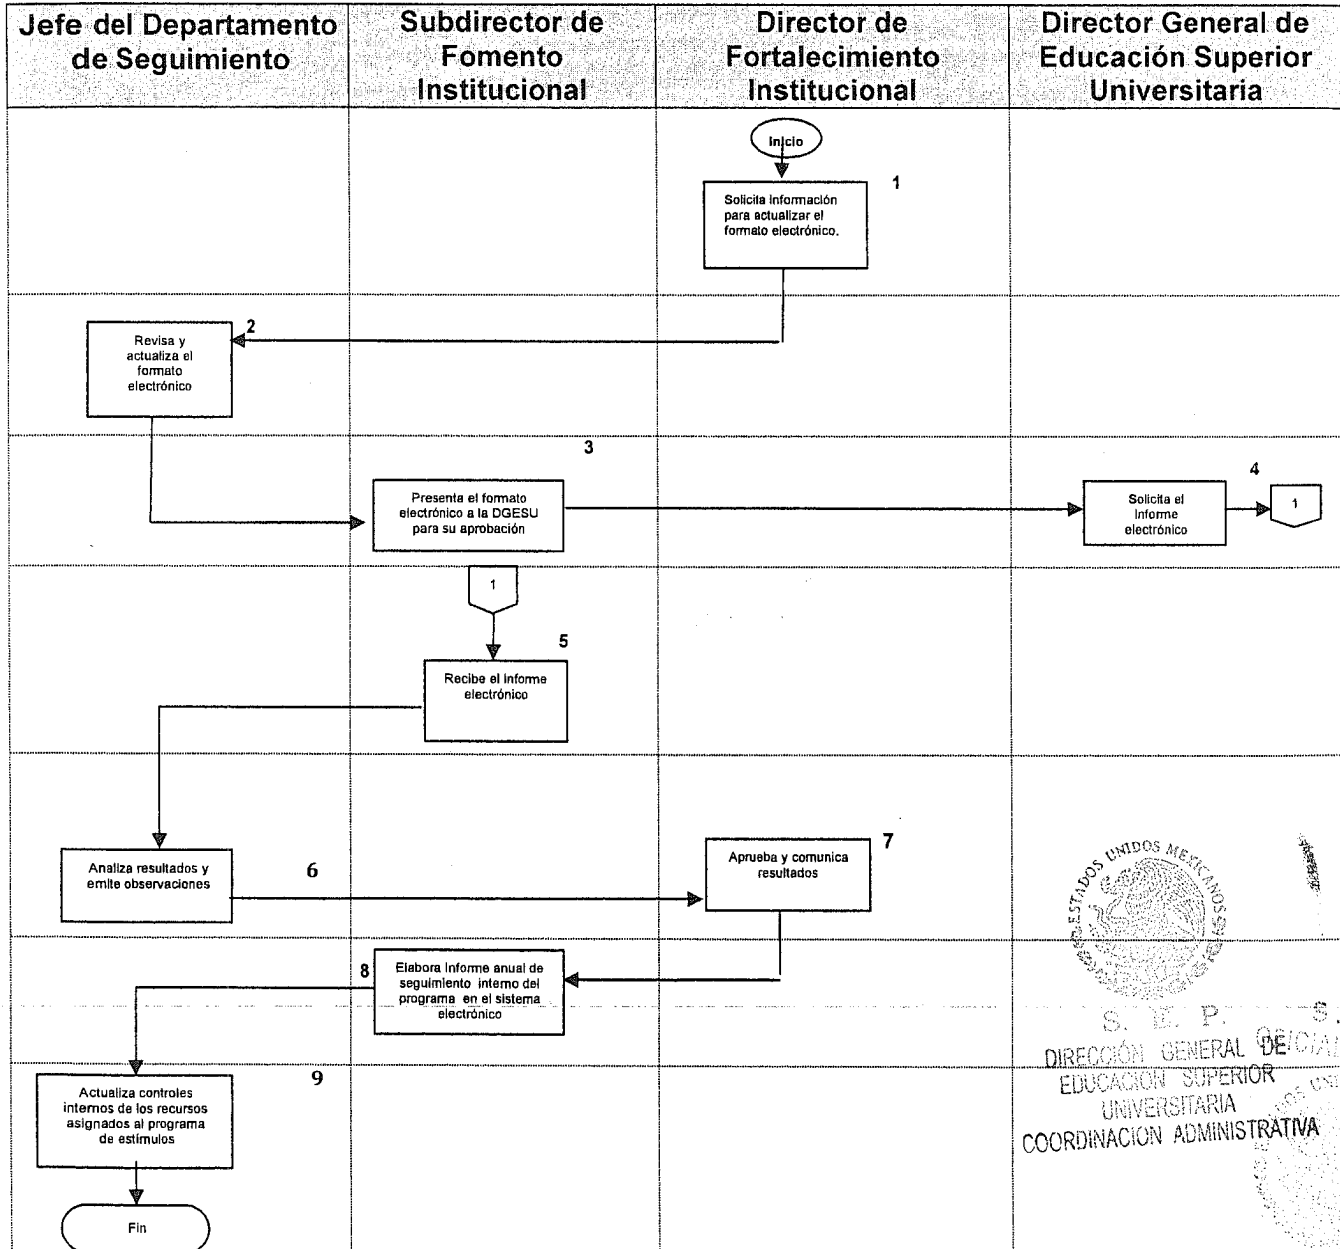 Jefe del Departamento
de Seguimiento
Subdirector de
Fomento
Institucional
Director de
Fortalecimiento
Institucional
Director General de
Educación Superior
Universitaria
Inicio
1
Solicita información
para actualizar el
formato electrónico.
2
Revisa y
actualiza el
formato
electrónico
3
Presenta el formato
electrónico a la DGESU
para su aprobación
4
Solicita el
Informe
electrónico
1
1
5
Recibe el Informe
electrónico
6
Analiza resultados y
emite observaciones
7
Aprueba y comunica
resultados
8
Elabora Informe anual de
seguimiento interno del
programa en el sistema
electrónico
9
Actualiza controles
internos de los recursos
asignados al programa
de estímulos
Fin
ESTADOS UNIDOS MEXICANOS
S. E. P.
DIRECCIÓN GENERAL DE
EDUCACION SUPERIOR
UNIVERSITARIA
COORDINACION ADMINISTRATIVA